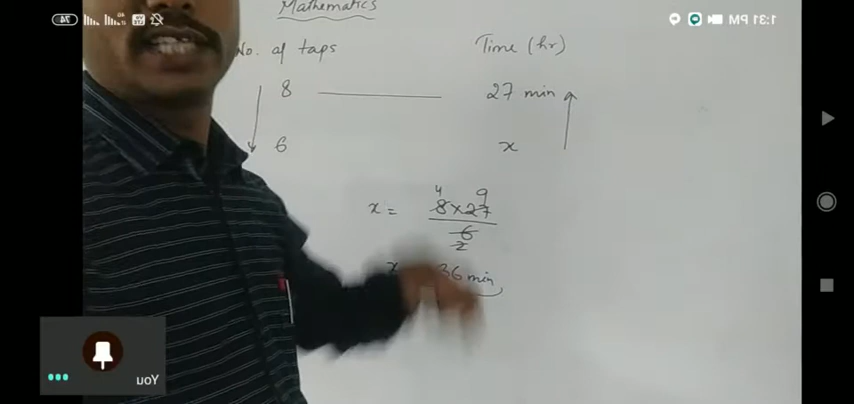 1:31 PM
74
Mathematics
No. of taps Time (hr)
8 27 min
6 x
4 9
x = 8 x 27
6
2
x 36 min
You